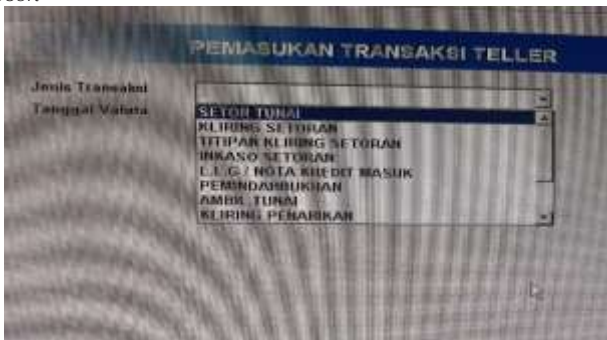 PEMASUKAN TRANSAKSI TELLER
Jenis Transaksi
Tanggal Valuta
SETOR TUNAI
KLIRING SETORAN
TITIPAN KLIRING SETORAN
INKASO SETORAN
L.L.G / NOTA KREDIT MASUK
PEMINDAHBUKUAN
AMBIL TUNAI
KLIRING PENARIKAN